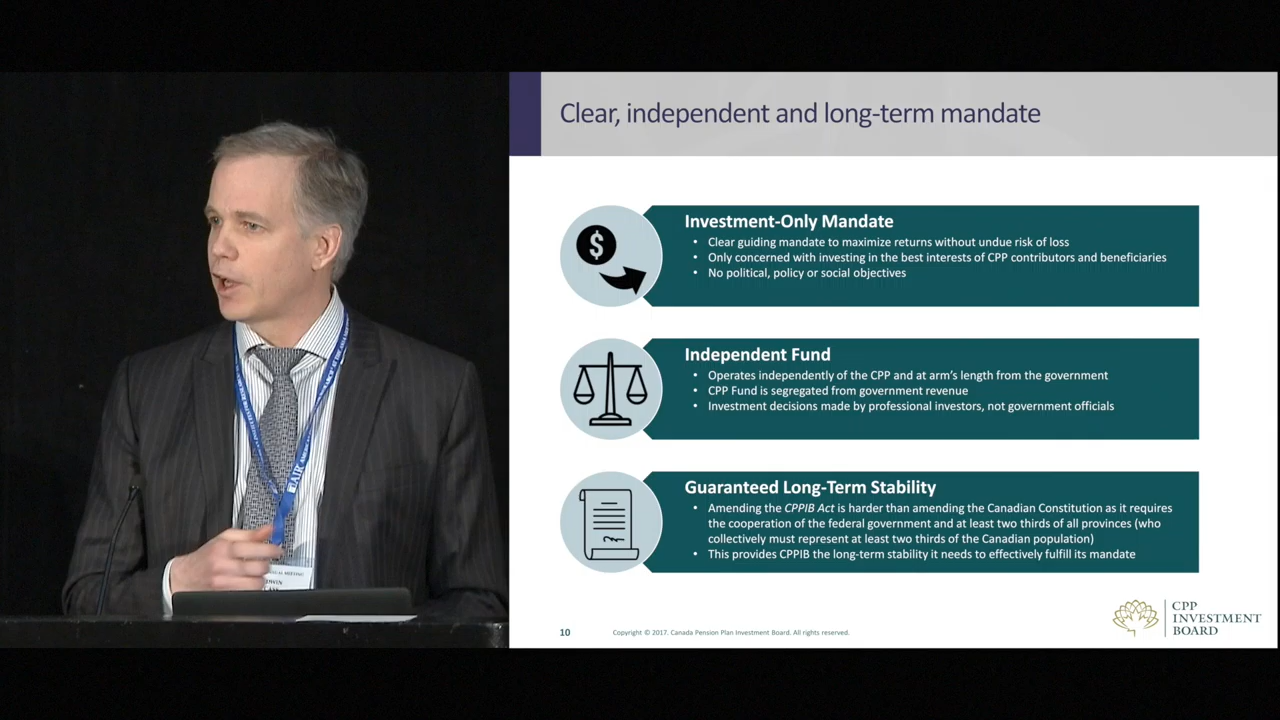 Clear, independent and long-term mandate
$
Investment-Only Mandate
• Clear guiding mandate to maximize returns without undue risk of loss
• Only concerned with investing in the best interests of CPP contributors and beneficiaries
• No political, policy or social objectives
Independent Fund
• Operates independently of the CPP and at arm's length from the government
• CPP Fund is segregated from government revenue
• Investment decisions made by professional investors, not government officials
Guaranteed Long-Term Stability
• Amending the CPPIB Act is harder than amending the Canadian Constitution as it requires
the cooperation of the federal government and at least two thirds of all provinces (who
collectively must represent at least two thirds of the Canadian population)
• This provides CPPIB the long-term stability it needs to effectively fulfill its mandate
10
Copyright © 2017, Canada Pension Plan Investment Board. All rights reserved.
CPP
INVESTMENT
BOARD
AIIC
MEETING